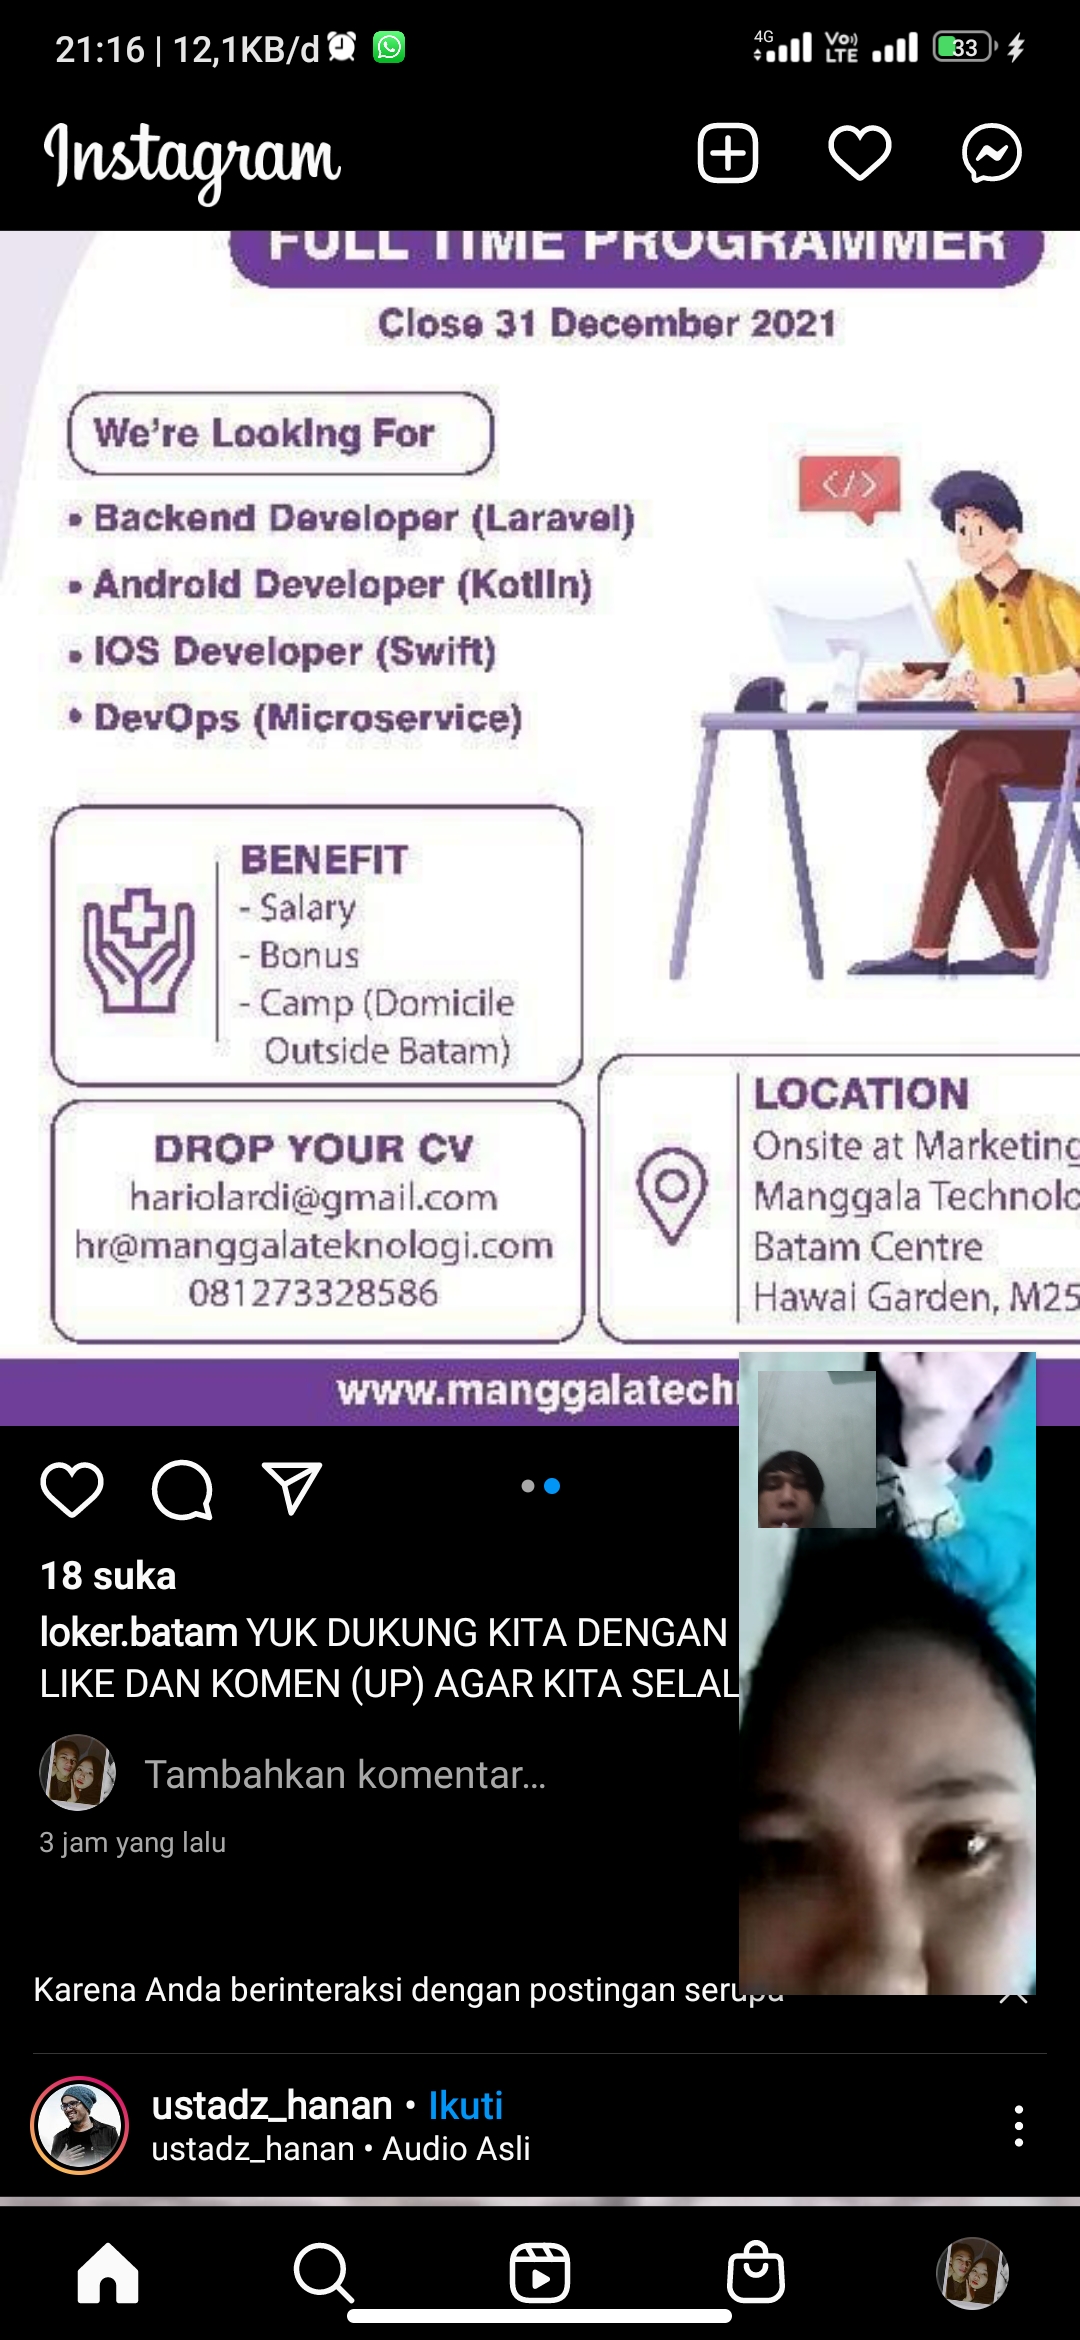 21:16 | 12,1KB/d
4G
Vo))
LTE
33
Instagram
FULL TIME PROGRAMMER
Close 31 December 2021
We're Looking For
• Backend Developer (Laravel)
• Android Developer (Kotlin)
• IOS Developer (Swift)
• DevOps (Microservice)
</>
BENEFIT
- Salary
- Bonus
- Camp (Domicile
Outside Batam)
DROP YOUR CV
hariolardi@gmail.com
hr@manggalateknologi.com
081273328586
LOCATION
Onsite at Marketing
Manggala Technolo
Batam Centre
Hawai Garden, M25
www.manggalatech
18 suka
loker.batam YUK DUKUNG KITA DENGAN
LIKE DAN KOMEN (UP) AGAR KITA SELAL
Tambahkan komentar...
3 jam yang lalu
Karena Anda berinteraksi dengan postingan serupa
ustadz_hanan • Ikuti
ustadz_hanan • Audio Asli